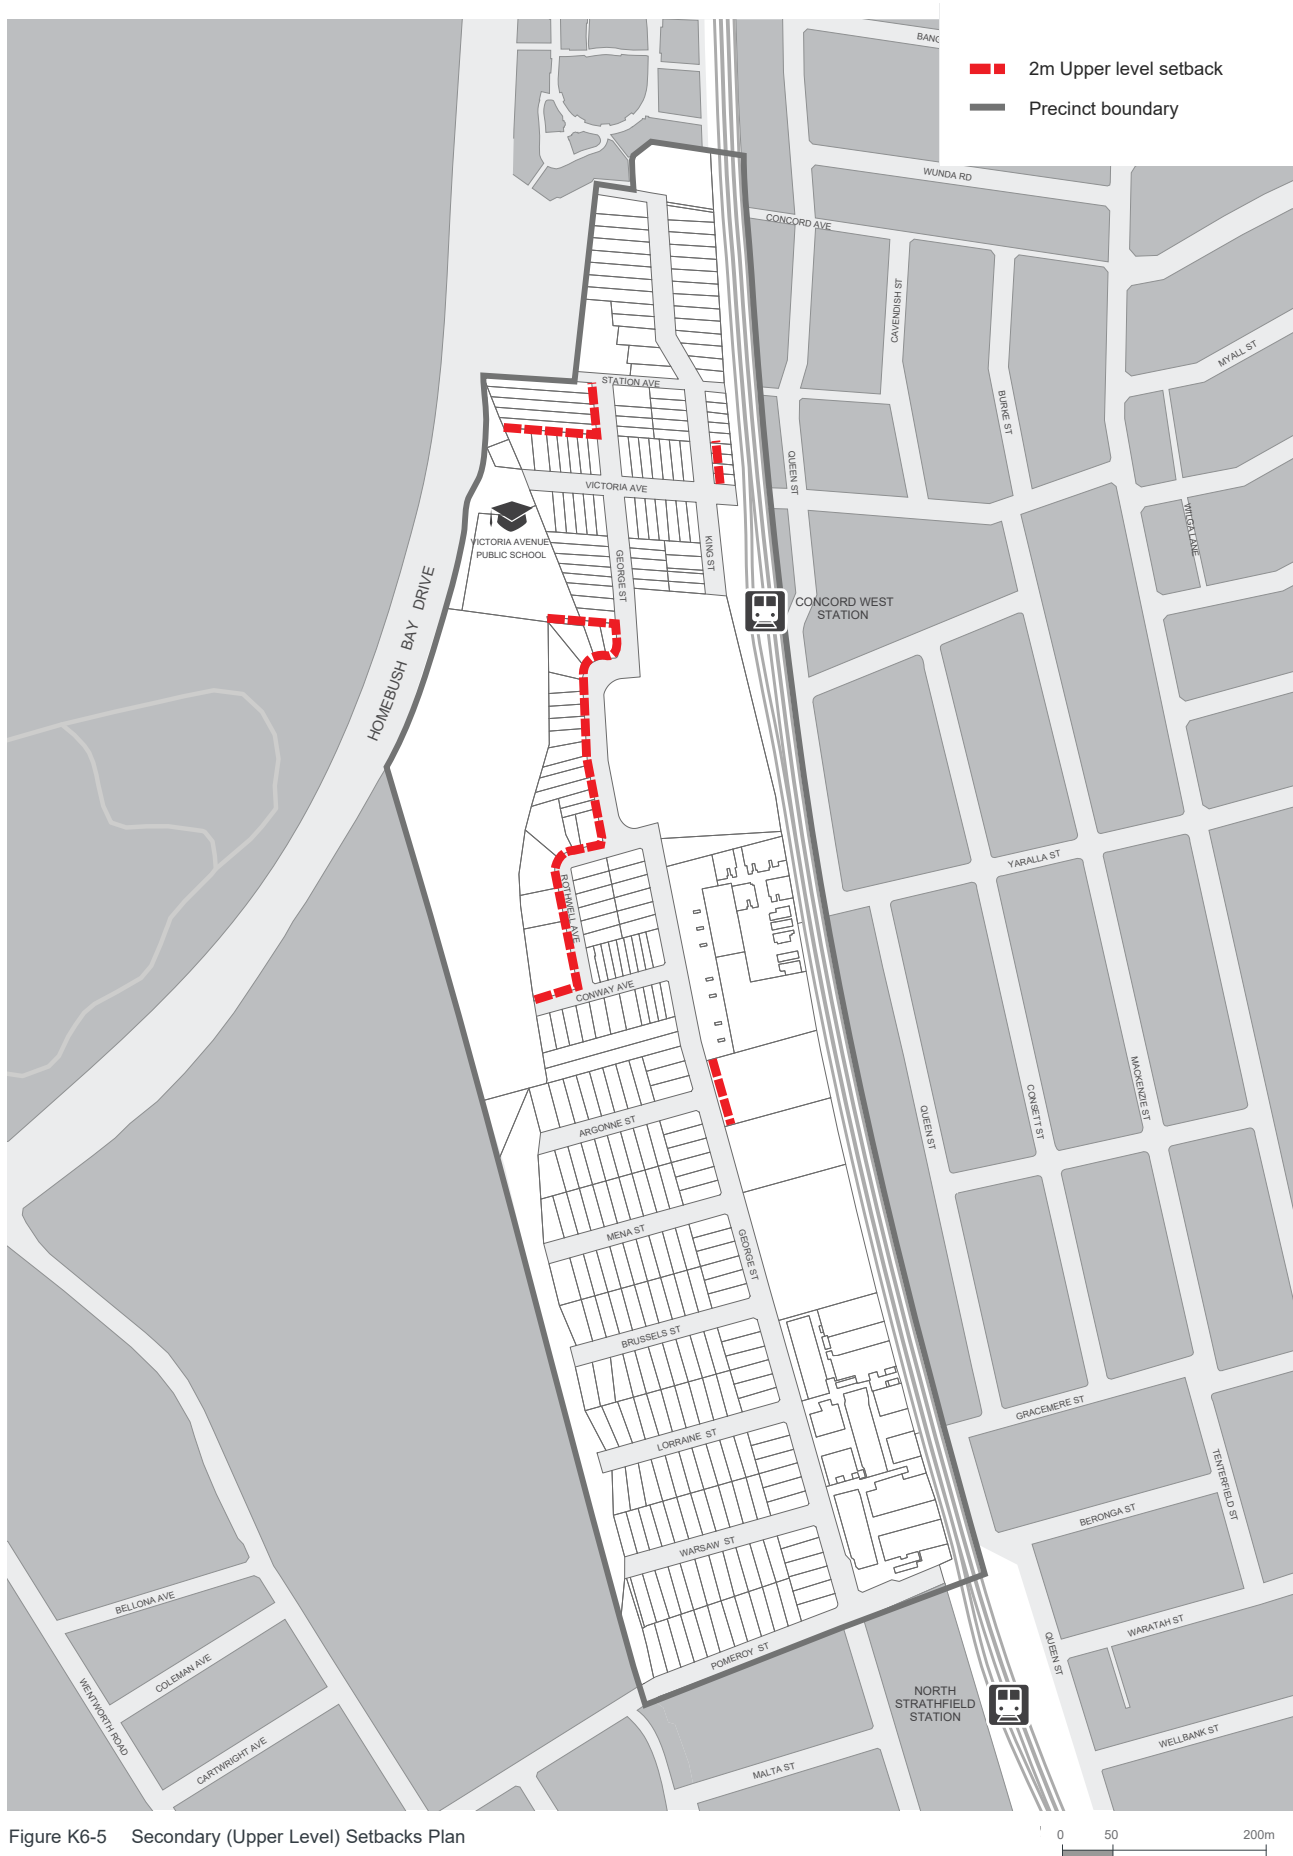 BANG
2m Upper level setback
Precinct boundary
WUNDA RD
CONCORD AVE
CAVENDISH ST
MYALL ST
STATION AVE
BURKE ST
QUEEN ST
VICTORIA AVE
WILGA LANE
VICTORIA AVENUE
PUBLIC SCHOOL
GEORGE ST
KING ST
HOMEBUSH BAY DRIVE
CONCORD WEST
STATION
YARALLA ST
ROTHWELL AVE
CONWAY AVE
ARGONNE ST
QUEEN ST
CONSETT ST
MACKENZIE ST
MENA ST
GEORGE ST
BRUSSELS ST
GRACEMERE ST
LORRAINE ST
TENTERFIELD ST
BERONGA ST
WARSAW ST
BELLONA AVE
WARATAH ST
POMEROY ST
QUEEN ST
COLEMAN AVE
WENTWORTH ROAD
NORTH
STRATHFIELD
STATION
WELLBANK ST
CARTWRIGHT AVE
MALTA ST
Figure K6-5 Secondary (Upper Level) Setbacks Plan
0 50 200m